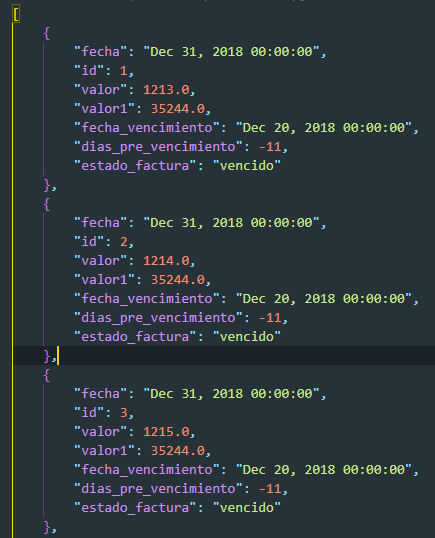 [
{
"fecha": "Dec 31, 2018 00:00:00",
"id": 1,
"valor": 1213.0,
"valor1": 35244.0,
"fecha_vencimiento": "Dec 20, 2018 00:00:00",
"dias_pre_vencimiento": -11,
"estado_factura": "vencido"
},
{
"fecha": "Dec 31, 2018 00:00:00",
"id": 2,
"valor": 1214.0,
"valor1": 35244.0,
"fecha_vencimiento": "Dec 20, 2018 00:00:00",
"dias_pre_vencimiento": -11,
"estado_factura": "vencido"
},
{
"fecha": "Dec 31, 2018 00:00:00",
"id": 3,
"valor": 1215.0,
"valor1": 35244.0,
"fecha_vencimiento": "Dec 20, 2018 00:00:00",
"dias_pre_vencimiento": -11,
"estado_factura": "vencido"
},